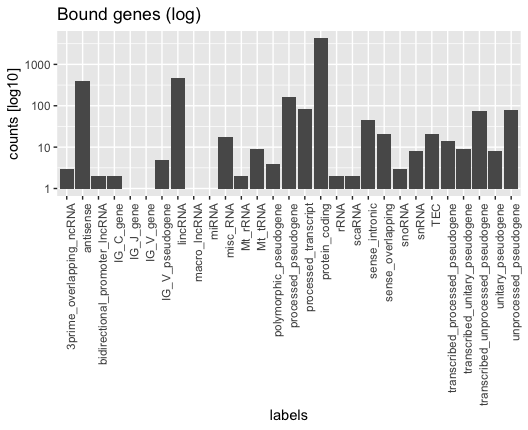 Bound genes (log)
counts [log10]
1000
100
10
1
3prime_overlapping_ncRNA
antisense
bidirectional_promoter_lncRNA
IG_C_gene
IG_J_gene
IG_V_gene
IG_V_pseudogene
lincRNA
macro_lncRNA
miRNA
misc_RNA
Mt_rRNA
Mt_tRNA
polymorphic_pseudogene
processed_pseudogene
processed_transcript
protein_coding
rRNA
scaRNA
sense_intronic
sense_overlapping
snoRNA
snRNA
TEC
transcribed_processed_pseudogene
transcribed_unitary_pseudogene
transcribed_unprocessed_pseudogene
unitary_pseudogene
unprocessed_pseudogene
labels